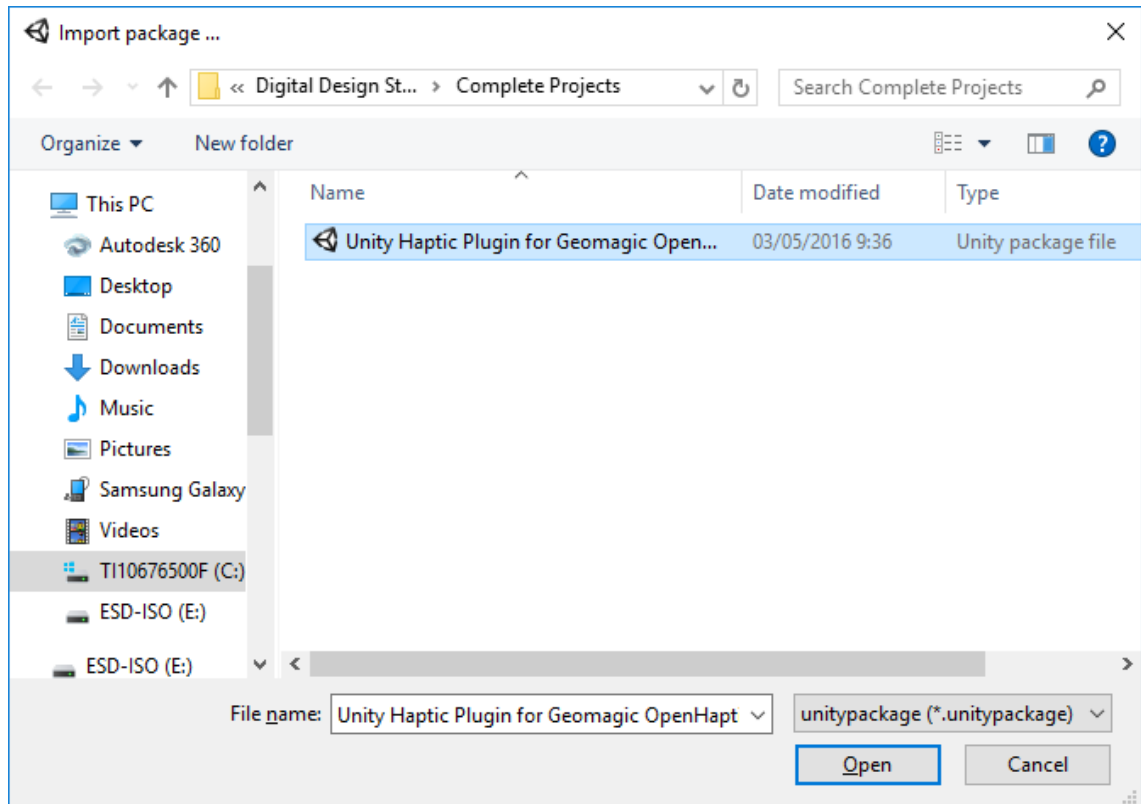 Import package ...
« Digital Design St... › Complete Projects
Search Complete Projects
Organize
New folder
?
Name
Date modified
Type
This PC
Autodesk 360
Desktop
Documents
Downloads
Music
Pictures
Samsung Galaxy
Videos
TI10676500F (C:)
ESD-ISO (E:)
ESD-ISO (E:)
Unity Haptic Plugin for Geomagic Open...
03/05/2016 9:36
Unity package file
File name:
Unity Haptic Plugin for Geomagic OpenHapt
unitypackage (*.unitypackage)
Open
Cancel